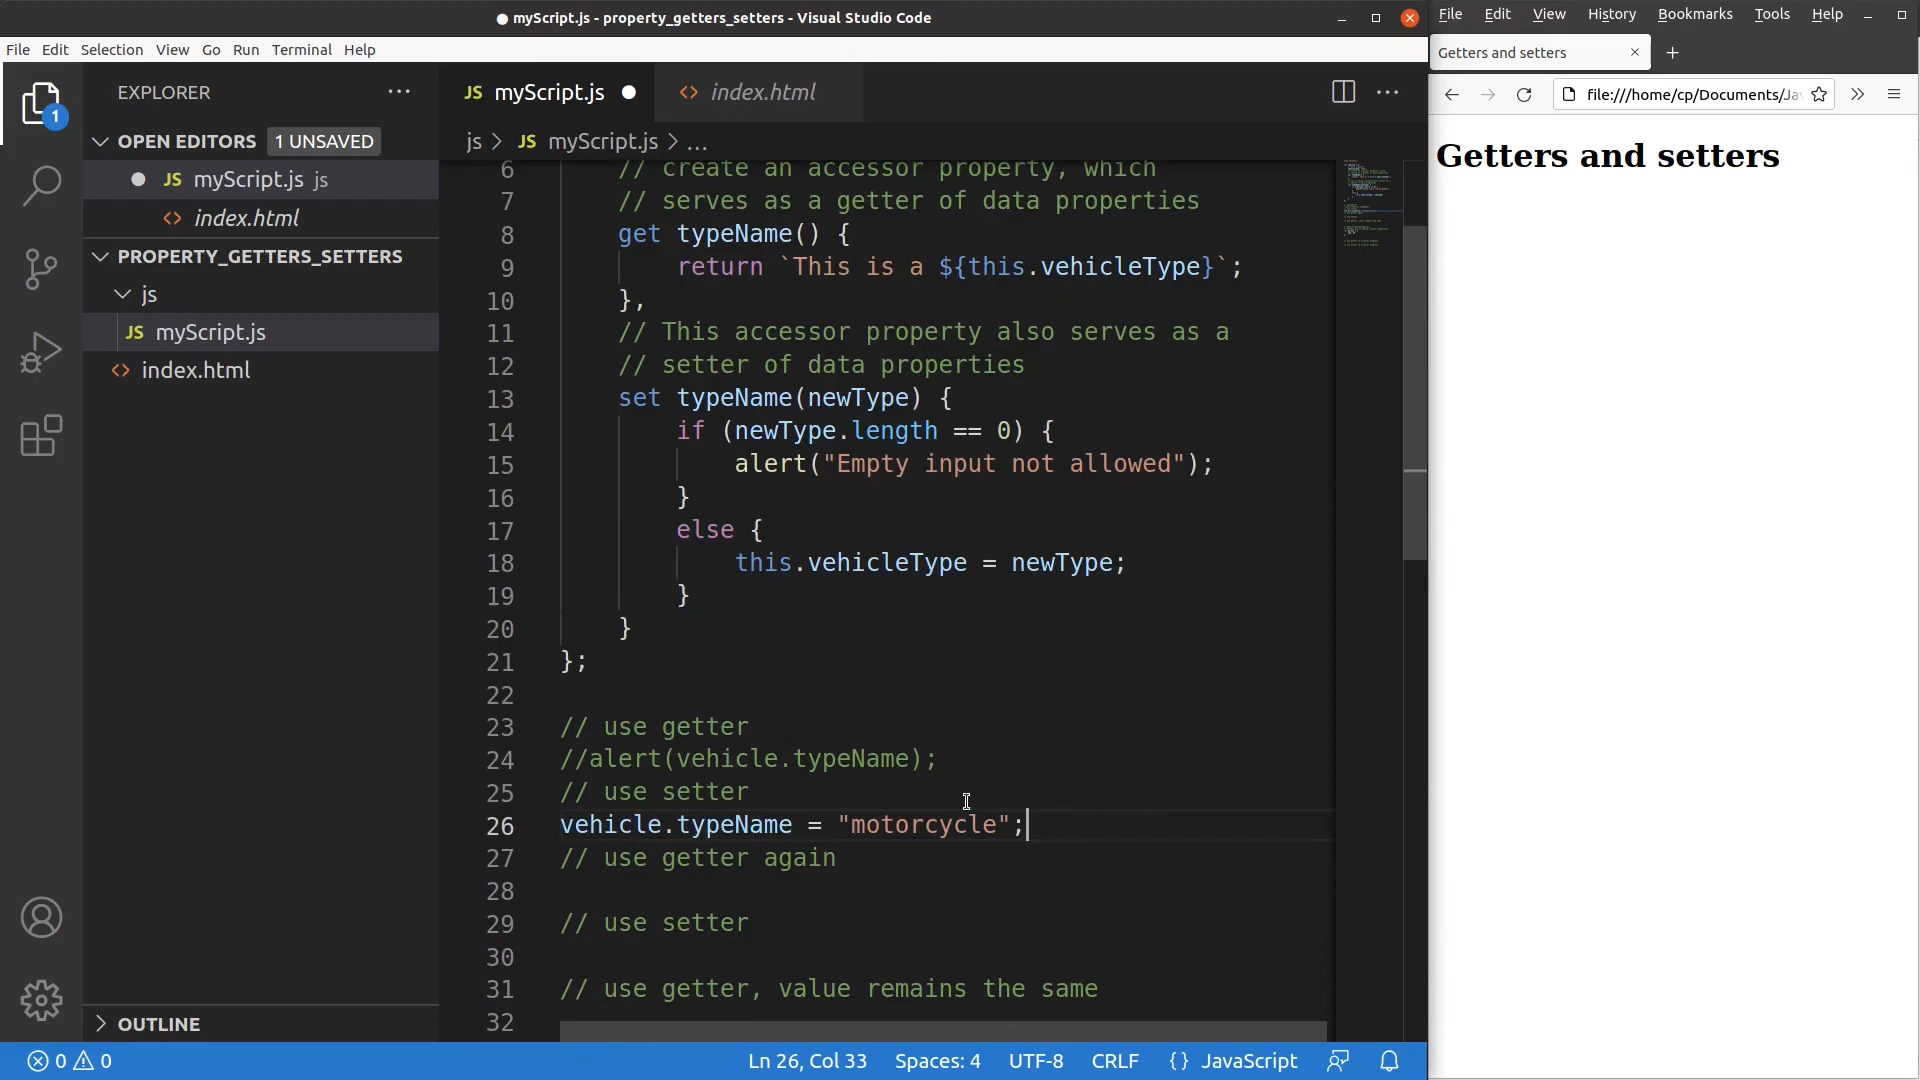 myScript.js - property_getters_setters - Visual Studio Code
File Edit Selection View Go Run Terminal Help
EXPLORER
1
OPEN EDITORS 1 UNSAVED
JS myScript.js js
<> index.html
PROPERTY_GETTERS_SETTERS
js
JS myScript.js
<> index.html
OUTLINE
JS myScript.js
<> index.html
js > JS myScript.js > ...
6 // create an accessor property, which
7 // serves as a getter of data properties
8 get typeName() {
9 return `This is a ${this.vehicleType}`;
10 },
11 // This accessor property also serves as a
12 // setter of data properties
13 set typeName(newType) {
14 if (newType.length == 0) {
15 alert("Empty input not allowed");
16 }
17 else {
18 this.vehicleType = newType;
19 }
20 }
21 };
22
23 // use getter
24 //alert(vehicle.typeName);
25 // use setter
26 vehicle.typeName = "motorcycle";
27 // use getter again
28
29 // use setter
30
31 // use getter, value remains the same
32
0 0 Ln 26, Col 33 Spaces: 4 UTF-8 CRLF {} JavaScript
File Edit View History Bookmarks Tools Help
Getters and setters
file:///home/cp/Documents/Ja
Getters and setters